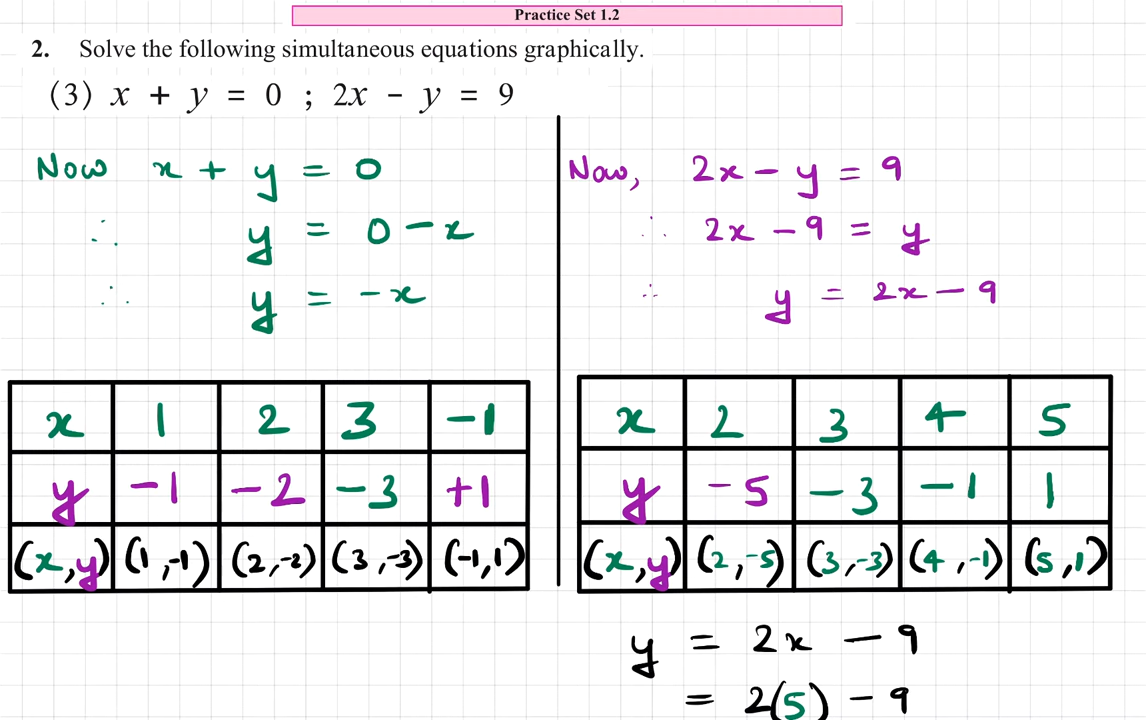 Practice Set 1.2
2. Solve the following simultaneous equations graphically.
(3) x + y = 0 ; 2x - y = 9
Now x + y = 0
∴ y = 0 - x
∴ y = -x
x 1 2 3 -1
y -1 -2 -3 +1
(x,y) (1,-1) (2,-2) (3,-3) (-1,1)
Now, 2x - y = 9
∴ 2x - 9 = y
∴ y = 2x - 9
x 2 3 4 5
y -5 -3 -1 1
(x,y) (2,-5) (3,-3) (4,-1) (5,1)
y = 2x - 9
= 2(5) - 9